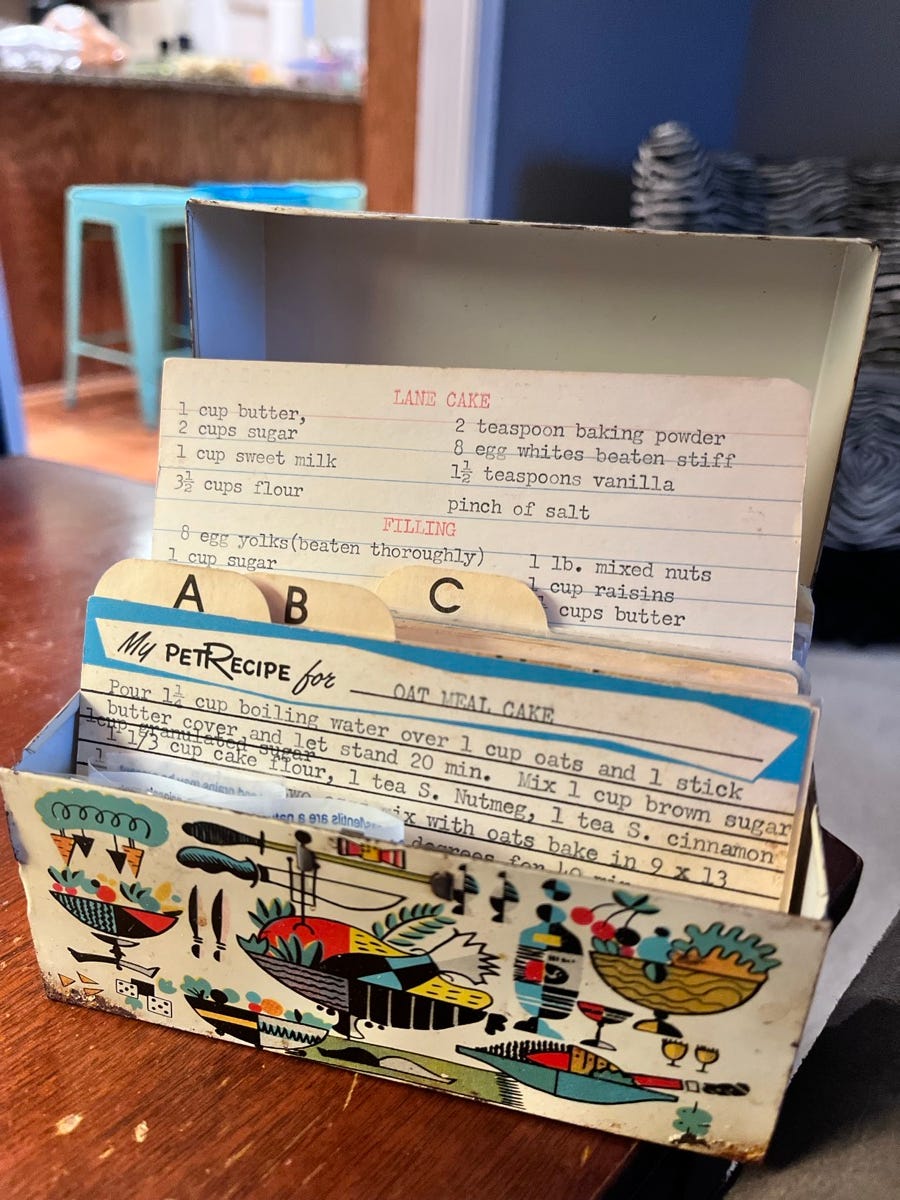 LANE CAKE
1 cup butter,
2 cups sugar
1 cup sweet milk
3½ cups flour
2 teaspoon baking powder
8 egg whites beaten stiff
1½ teaspoons vanilla
pinch of salt
FILLING
8 egg yolks(beaten thoroughly)
1 cup sugar
1 lb. mixed nuts
1 cup raisins
cups butter
A
B
C
My PETRECIPE for OAT MEAL CAKE
Pour 1¼ cup boiling water over 1 cup oats and 1 stick
butter cover and let stand 20 min. Mix 1 cup brown sugar
1cup granulated sugar
1 1/3 cup cake flour, 1 tea S. Nutmeg, 1 tea S. cinnamon
with oats bake in 9 x 13
degrees for 40 min